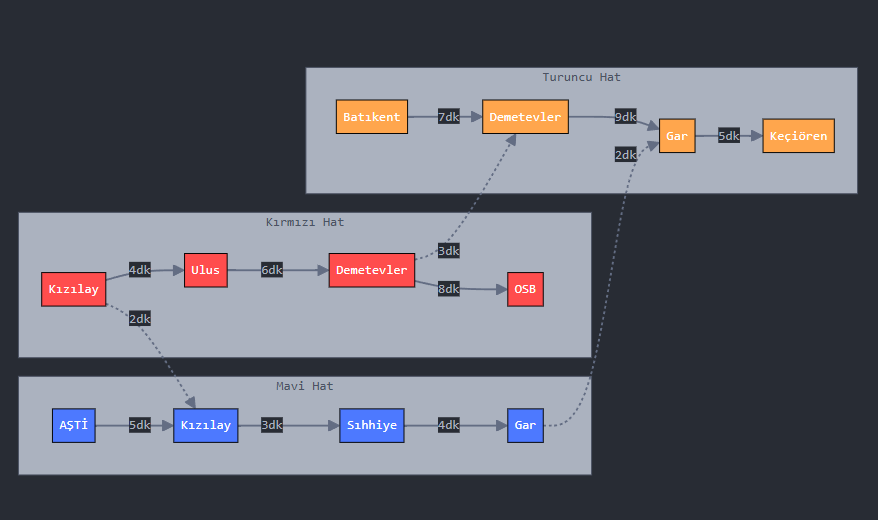 Turuncu Hat
Batıkent
7dk
Demetevler
9dk
Gar
5dk
Keçiören
2dk
Kırmızı Hat
Kızılay
4dk
Ulus
6dk
Demetevler
3dk
8dk
OSB
2dk
Mavi Hat
AŞTİ
5dk
Kızılay
3dk
Sıhhiye
4dk
Gar